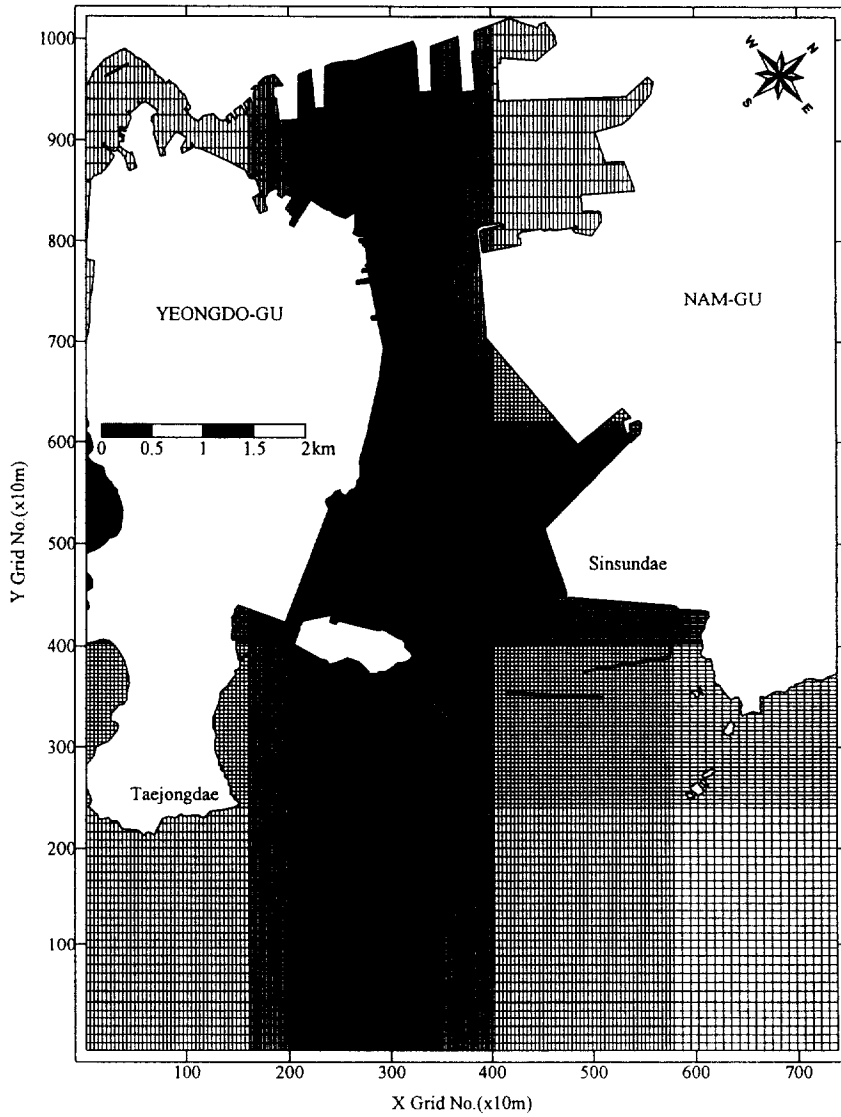 1000
W
N
S
E
900
800
YEONGDO-GU
NAM-GU
700
600
0 0.5 1 1.5 2km
Y Grid No.(x10m)
500
Sinsundae
400
300
Taejongdae
200
100
100 200 300 400 500 600 700
X Grid No.(x10m)